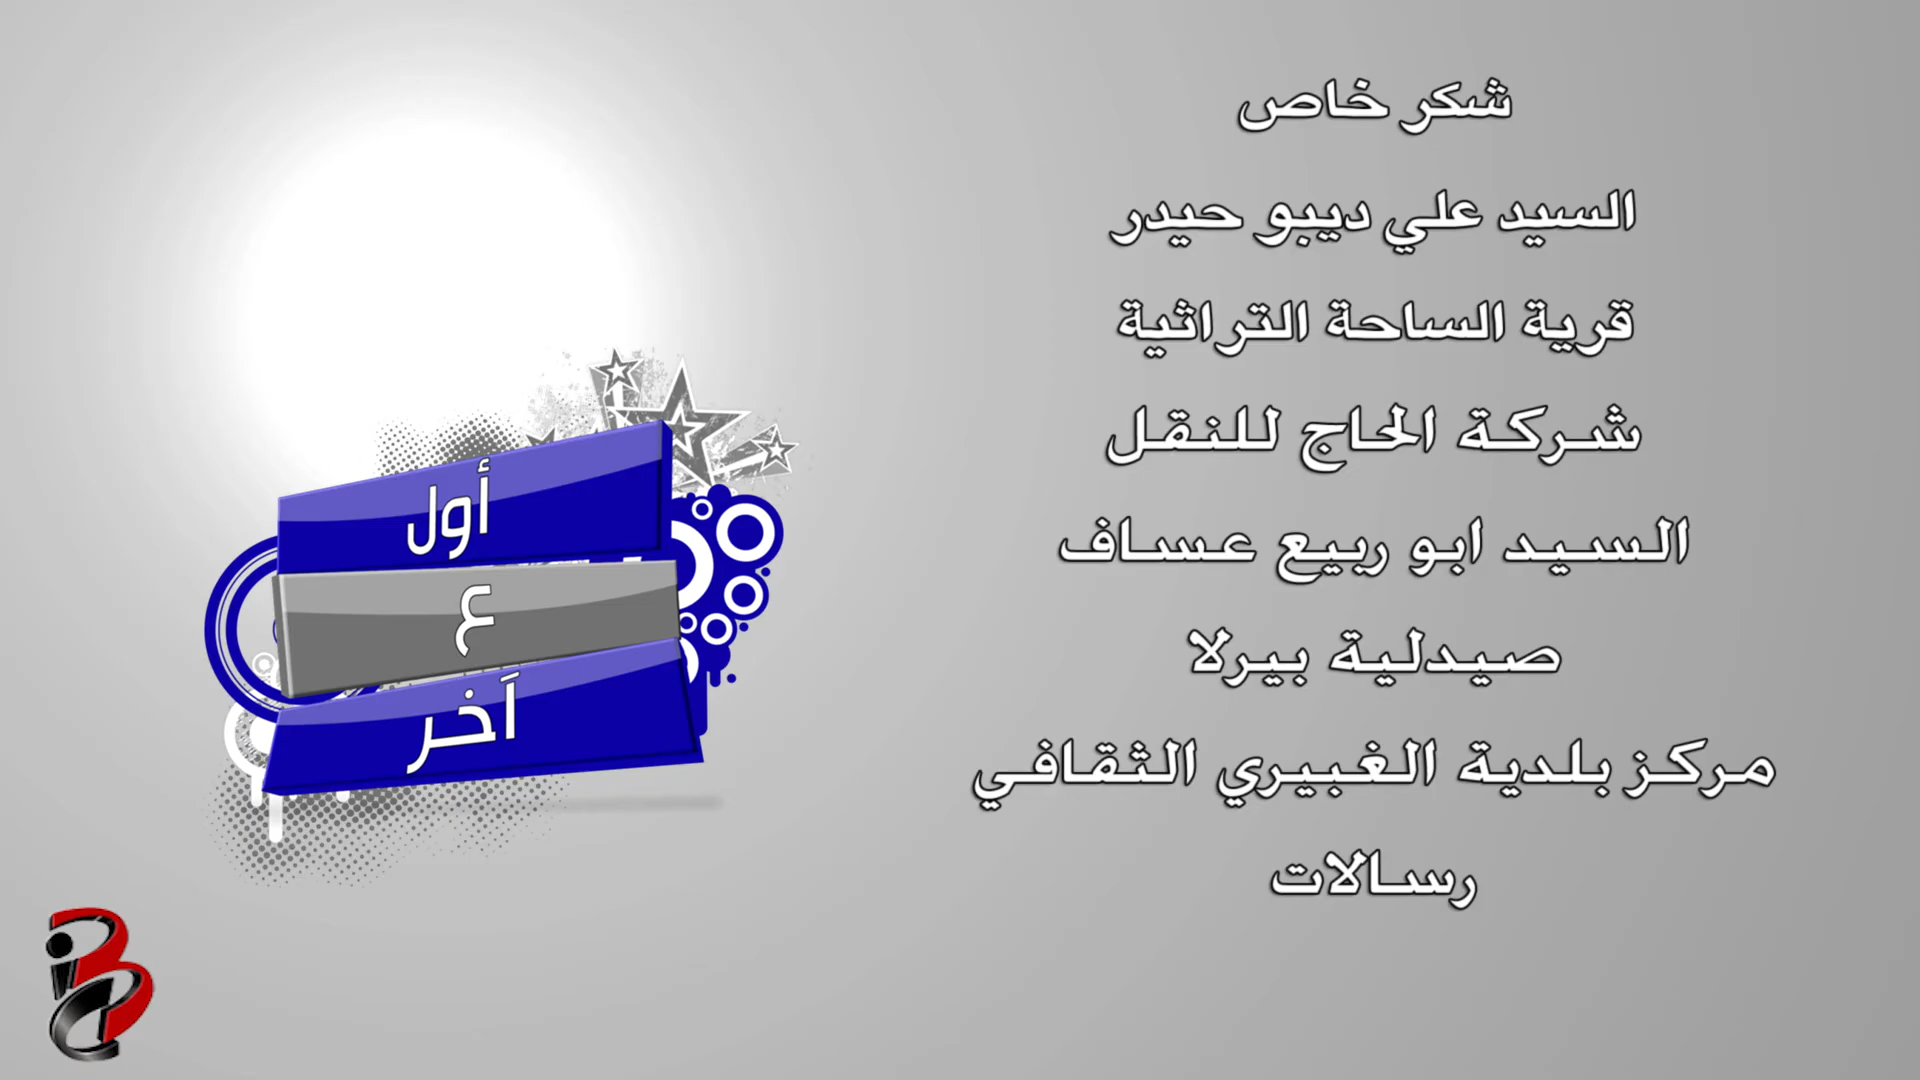 شكر خاص
السيد علي ديبو حيدر
قرية الساحة التراثية
شركة الحاج للنقل
السيد ابو ربيع عساف
صيدلية بيرلا
مركز بلدية الغبيري الثقافي
رسالات
أول
ع
آخر